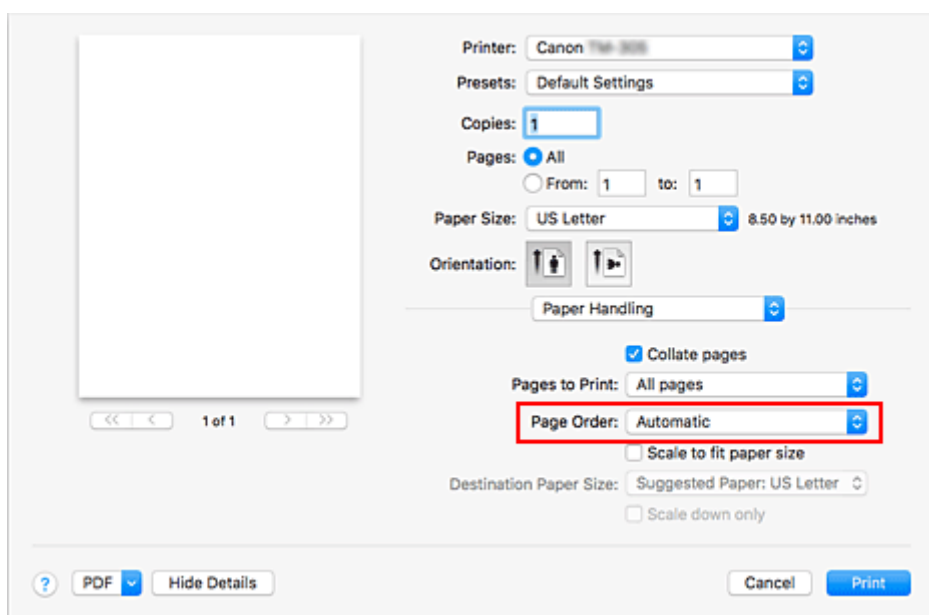 Printer: Canon
Presets: Default Settings
Copies: 1
Pages: All
From: 1 to: 1
Paper Size: US Letter 8.50 by 11.00 inches
Orientation:
Paper Handling
Collate pages
Pages to Print: All pages
1 of 1
Page Order: Automatic
Scale to fit paper size
Destination Paper Size: Suggested Paper: US Letter
Scale down only
? PDF Hide Details Cancel Print